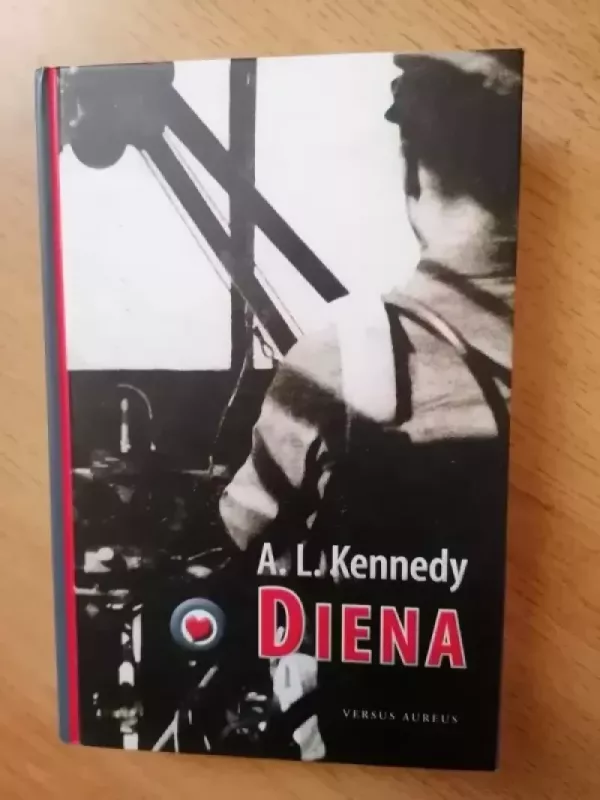 A. L. Kennedy
DIENA
VERSUS AUREUS